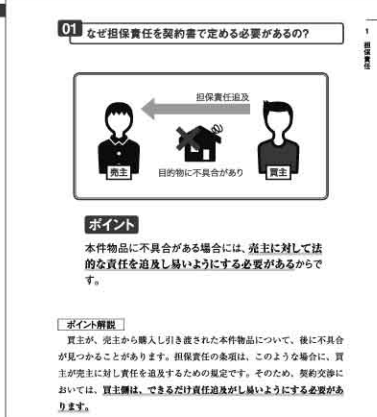 01 なぜ担保責任を契約書で定める必要があるの?
1 担保責任
担保責任追及
売主
目的物に不具合があり
買主
ポイント
本件物品に不具合がある場合には、売主に対して法
的な責任を追及し易いようにする必要があるからで
す。
ポイント解説
買主が、売主から購入し引き渡された本件物品について、後に不具合
が見つかることがあります。担保責任の条項は、このような場合に、買
主が売主に対し責任を追及するための規定です。そのため、契約交渉に
おいては、買主側は、できるだけ責任追及がし易いようにする必要があ
ります。